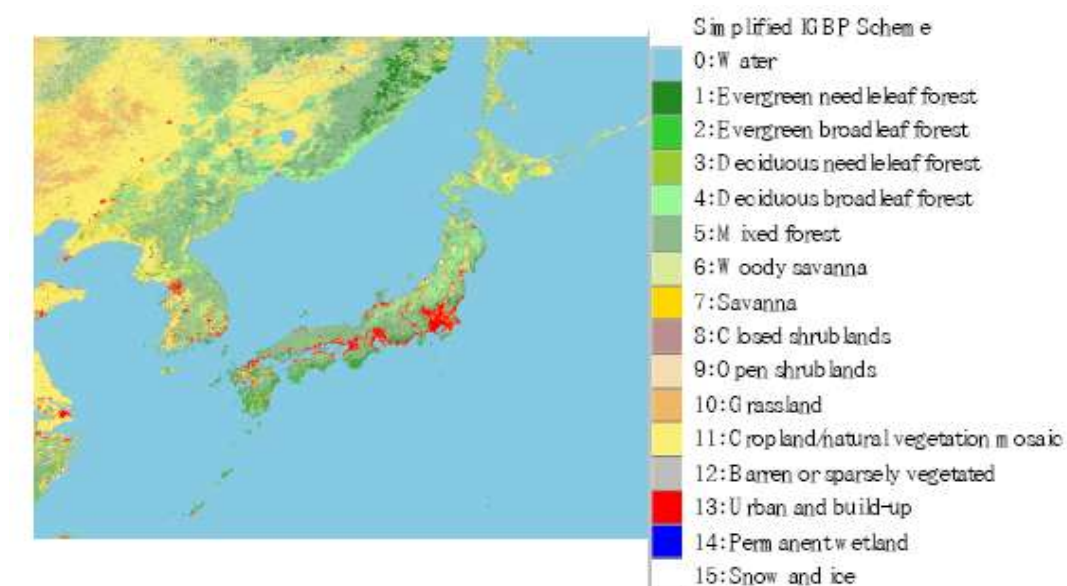 Simplified IGBP Scheme
0:Water
1:Evergreen needleleaf forest
2:Evergreen broadleaf forest
3:Deciduous needleleaf forest
4:Deciduous broadleaf forest
5:Mixed forest
6:Woody savanna
7:Savanna
8:Closed shrublands
9:Open shrublands
10:Grassland
11:Cropland/natural vegetation mosaic
12:Barren or sparsely vegetated
13:Urban and build-up
14:Permanent wetland
15:Snow and ice